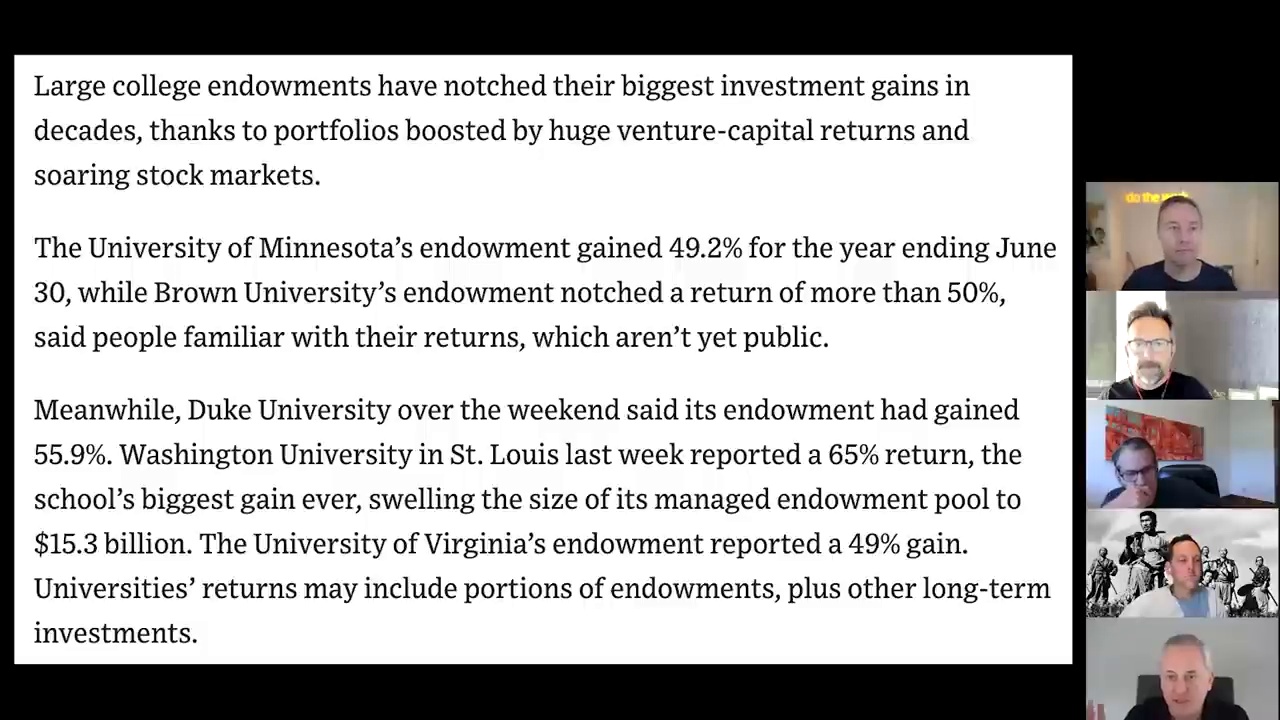 Large college endowments have notched their biggest investment gains in
decades, thanks to portfolios boosted by huge venture-capital returns and
soaring stock markets.
The University of Minnesota’s endowment gained 49.2% for the year ending June
30, while Brown University’s endowment notched a return of more than 50%,
said people familiar with their returns, which aren’t yet public.
Meanwhile, Duke University over the weekend said its endowment had gained
55.9%. Washington University in St. Louis last week reported a 65% return, the
school’s biggest gain ever, swelling the size of its managed endowment pool to
$15.3 billion. The University of Virginia’s endowment reported a 49% gain.
Universities’ returns may include portions of endowments, plus other long-term
investments.
do the